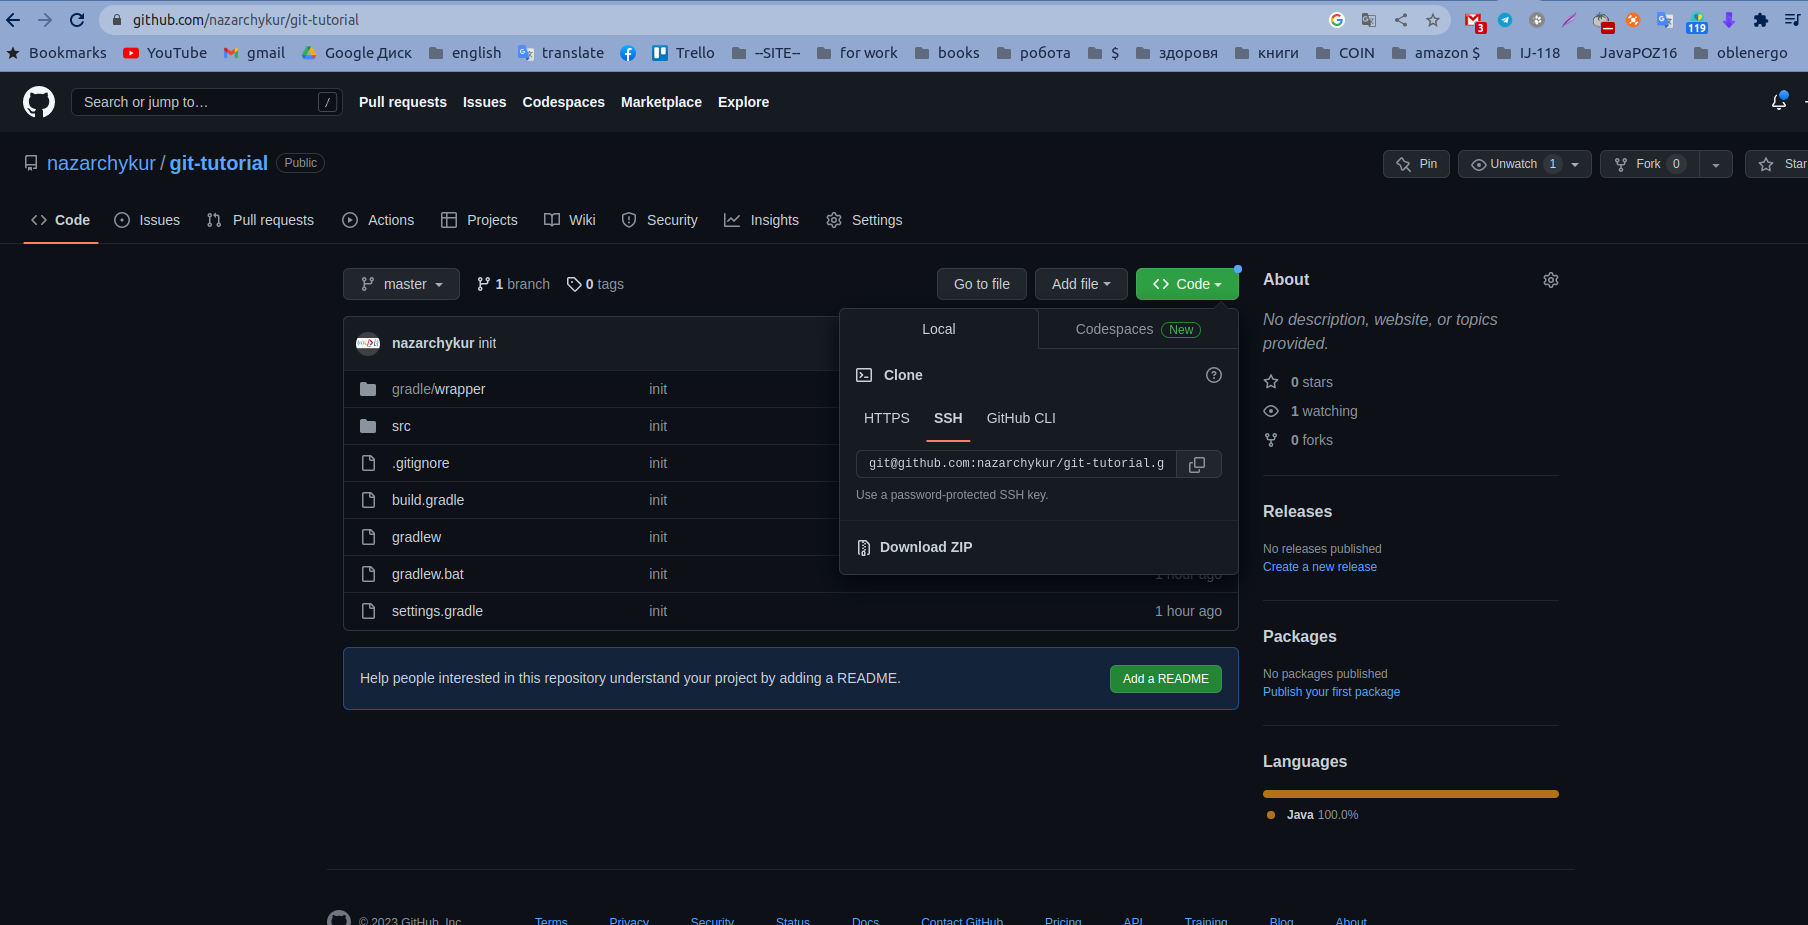 github.com/nazarchykur/git-tutorial
3
119
Bookmarks YouTube gmail Google Диск english translate Trello --SITE-- for work books робота $ здоровя книги COIN amazon $ IJ-118 JavaPOZ16 oblenergo
Search or jump to… / Pull requests Issues Codespaces Marketplace Explore
nazarchykur / git-tutorial Public
Pin Unwatch 1 Fork 0 Star
Code Issues Pull requests Actions Projects Wiki Security Insights Settings
master 1 branch 0 tags Go to file Add file Code
nazarchykur init
gradle/wrapper init
src init
.gitignore init
build.gradle init
gradlew init
gradlew.bat init 1 hour ago
settings.gradle init 1 hour ago
Local Codespaces New
Clone
HTTPS SSH GitHub CLI
git@github.com:nazarchykur/git-tutorial.g
Use a password-protected SSH key.
Download ZIP
Help people interested in this repository understand your project by adding a README. Add a README
About
No description, website, or topics
provided.
0 stars
1 watching
0 forks
Releases
No releases published
Create a new release
Packages
No packages published
Publish your first package
Languages
Java 100.0%
© 2023 GitHub, Inc. Terms Privacy Security Status Docs Contact GitHub Pricing API Training Blog About